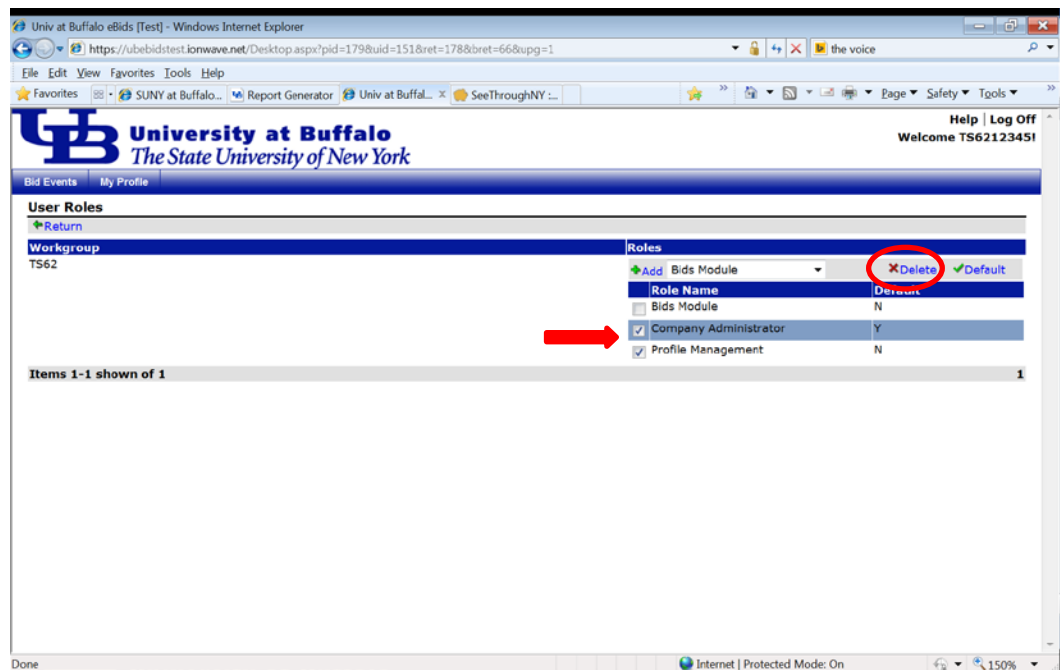 Univ at Buffalo eBids [Test] - Windows Internet Explorer
https://ubebidstest.ionwave.net/Desktop.aspx?pid=179&uid=151&ret=178&bret=66&upg=1 the voice
File Edit View Favorites Tools Help
Favorites SUNY at Buffalo... Report Generator Univ at Buffal... x SeeThroughNY :... » Page Safety Tools »
Help | Log Off
Welcome TS6212345!
UB University at Buffalo
The State University of New York
Bid Events My Profile
User Roles
Return
Workgroup Roles
TS62
Add Bids Module Delete Default
Role Name Default
Bids Module N
Company Administrator Y
Profile Management N
Items 1-1 shown of 1 1
Done Internet | Protected Mode: On 150%